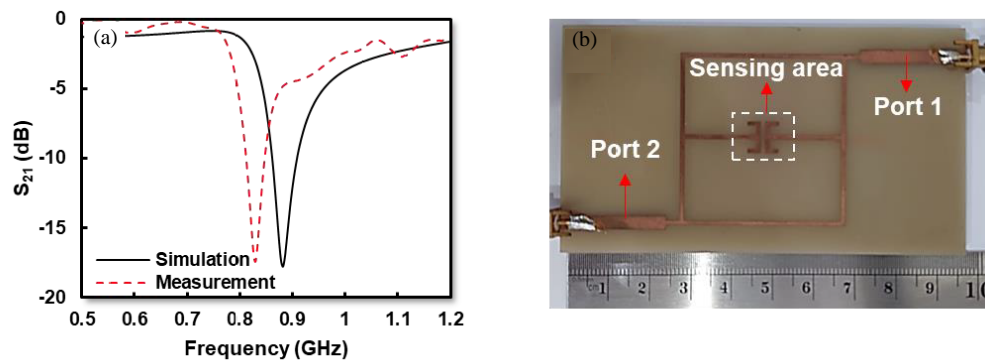 (a)
S21 (dB)
0
-5
-10
-15
-20
Simulation
Measurement
0.5 0.6 0.7 0.8 0.9 1 1.1 1.2
Frequency (GHz)
(b)
Sensing area
Port 1
Port 2
cm 1 2 3 4 5 6 7 8 9 10